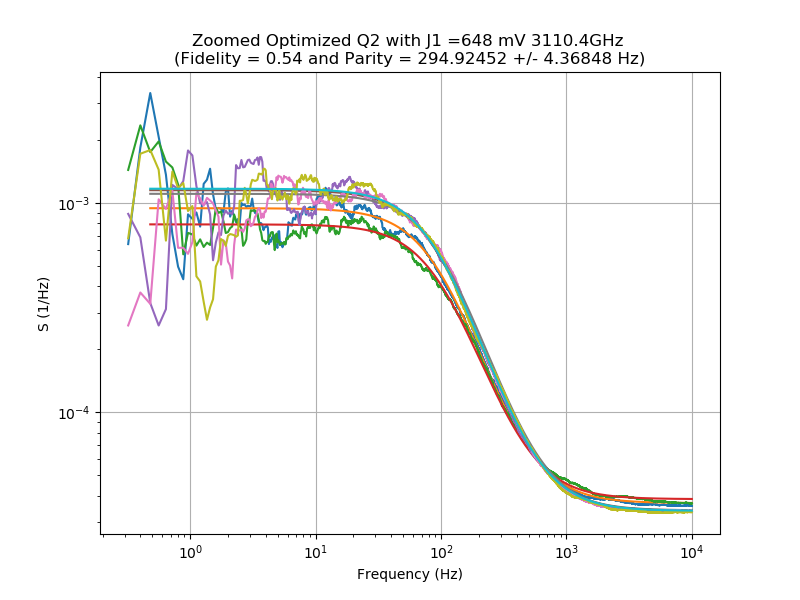 Zoomed Optimized Q2 with J1 =648 mV 3110.4GHz
(Fidelity = 0.54 and Parity = 294.92452 +/- 4.36848 Hz)
S (1/Hz)
10⁻³
10⁻⁴
10⁰ 10¹ 10² 10³ 10⁴
Frequency (Hz)